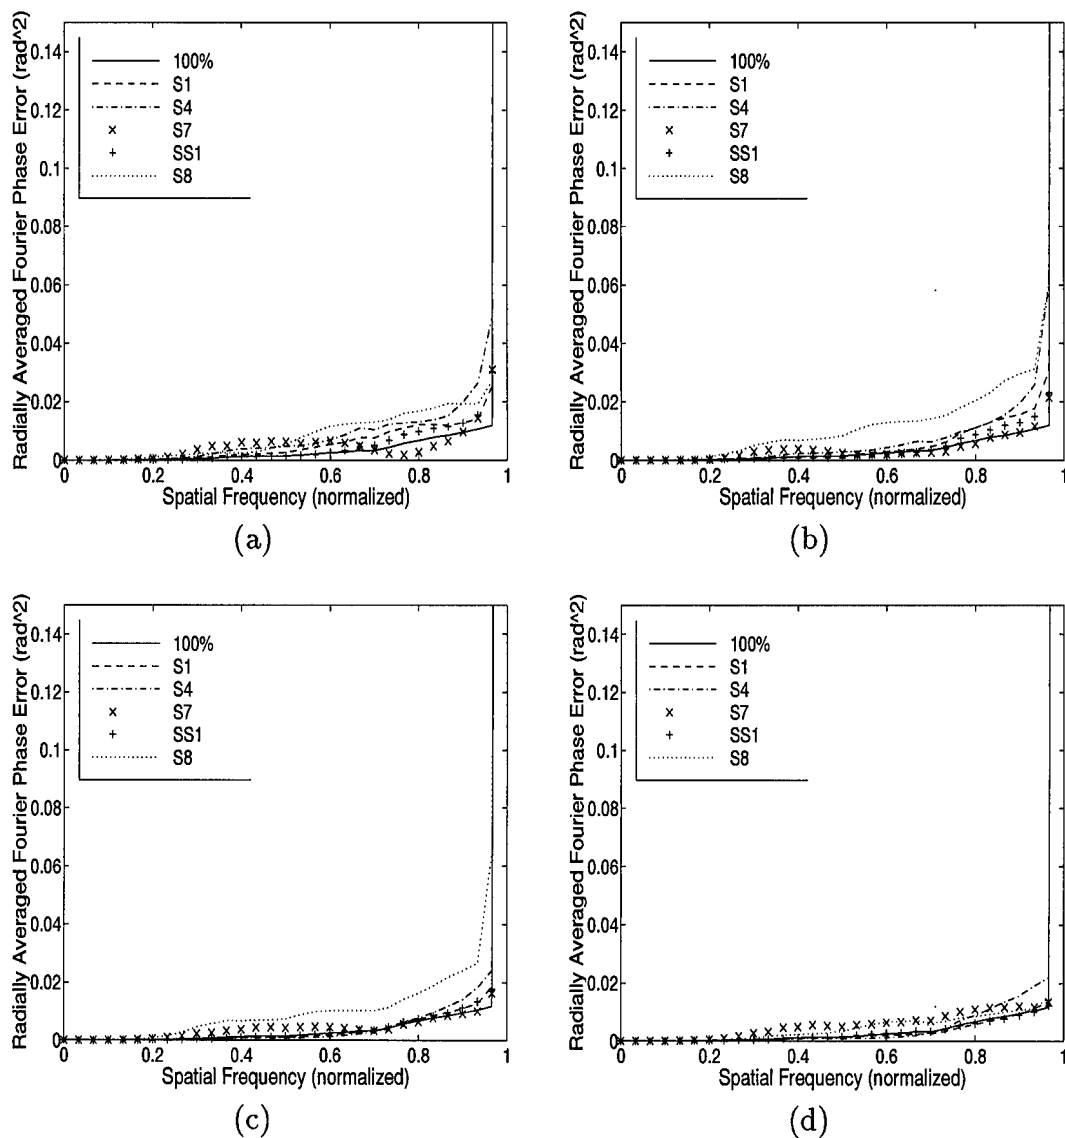 Radially Averaged Fourier Phase Error (rad^2)
0.14
0.12
0.1
0.08
0.06
0.04
0.02
0
100%
S1
S4
S7
SS1
S8
0 0.2 0.4 0.6 0.8 1
Spatial Frequency (normalized)
(a)
Radially Averaged Fourier Phase Error (rad^2)
0.14
0.12
0.1
0.08
0.06
0.04
0.02
0
100%
S1
S4
S7
SS1
S8
0 0.2 0.4 0.6 0.8 1
Spatial Frequency (normalized)
(b)
Radially Averaged Fourier Phase Error (rad^2)
0.14
0.12
0.1
0.08
0.06
0.04
0.02
0
100%
S1
S4
S7
SS1
S8
0 0.2 0.4 0.6 0.8 1
Spatial Frequency (normalized)
(c)
Radially Averaged Fourier Phase Error (rad^2)
0.14
0.12
0.1
0.08
0.06
0.04
0.02
0
100%
S1
S4
S7
SS1
S8
0 0.2 0.4 0.6 0.8 1
Spatial Frequency (normalized)
(d)